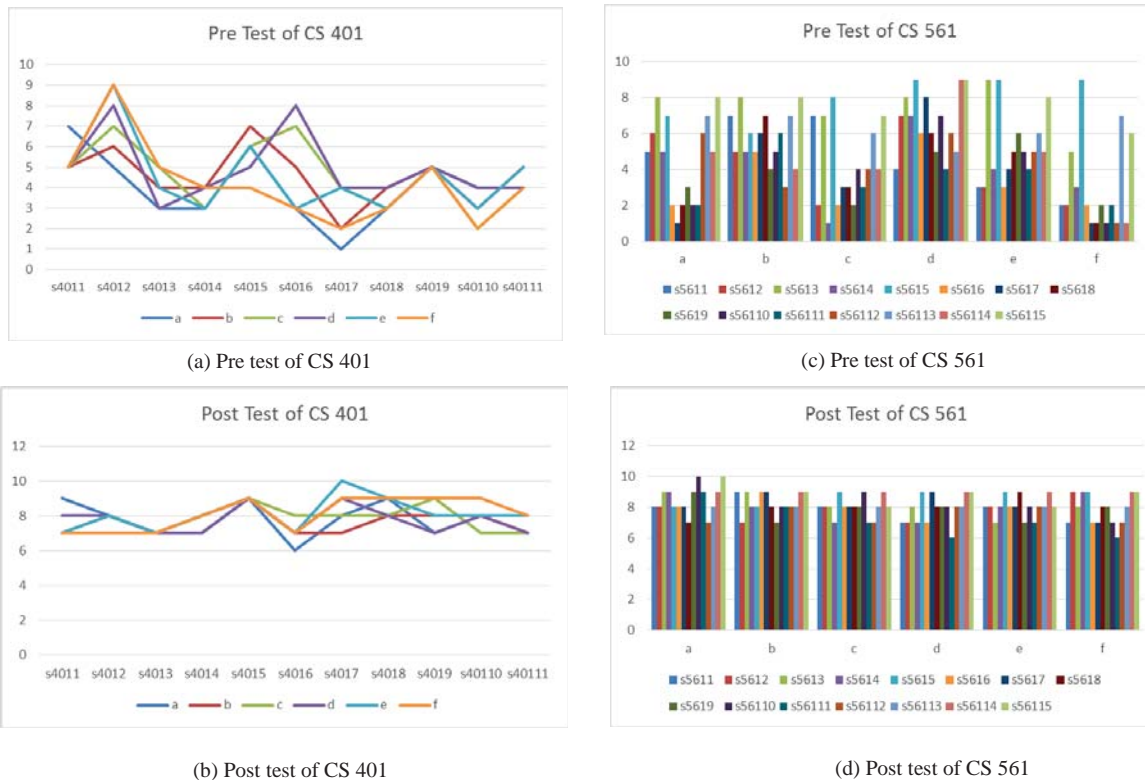 Pre Test of CS 401
10
9
8
7
6
5
4
3
2
1
0
s4011 s4012 s4013 s4014 s4015 s4016 s4017 s4018 s4019 s40110 s40111
a b c d e f
(a) Pre test of CS 401
Pre Test of CS 561
10
8
6
4
2
0
a b c d e f
s5611 s5612 s5613 s5614 s5615 s5616 s5617 s5618
s5619 s56110 s56111 s56112 s56113 s56114 s56115
(c) Pre test of CS 561
Post Test of CS 401
12
10
8
6
4
2
0
s4011 s4012 s4013 s4014 s4015 s4016 s4017 s4018 s4019 s40110 s40111
a b c d e f
(b) Post test of CS 401
Post Test of CS 561
12
10
8
6
4
2
0
a b c d e f
s5611 s5612 s5613 s5614 s5615 s5616 s5617 s5618
s5619 s56110 s56111 s56112 s56113 s56114 s56115
(d) Post test of CS 561